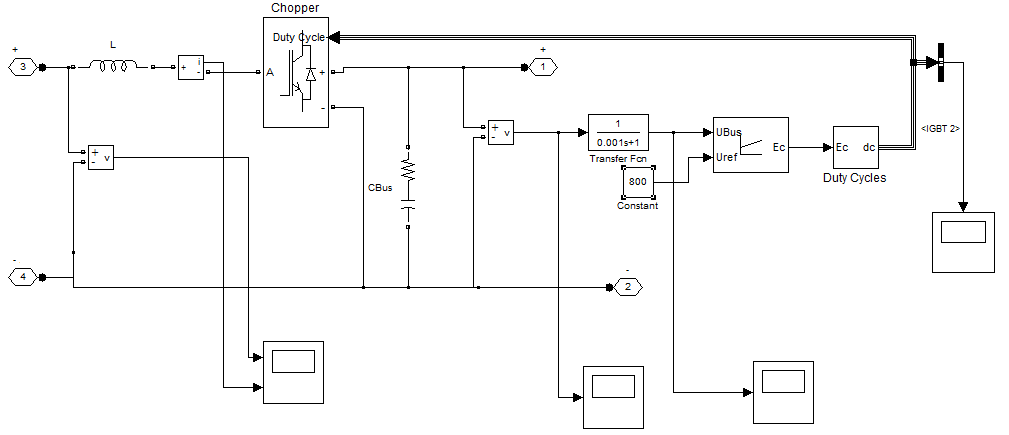 Chopper
Duty Cycle
A
+
-
+
3
L
+
i
-
+
1
+
-
v
+
-
v
1
0.001s+1
Transfer Fcn
800
Constant
UBus
Uref
Ec
Ec
dc
Duty Cycles
<IGBT 2>
CBus
-
4
-
2